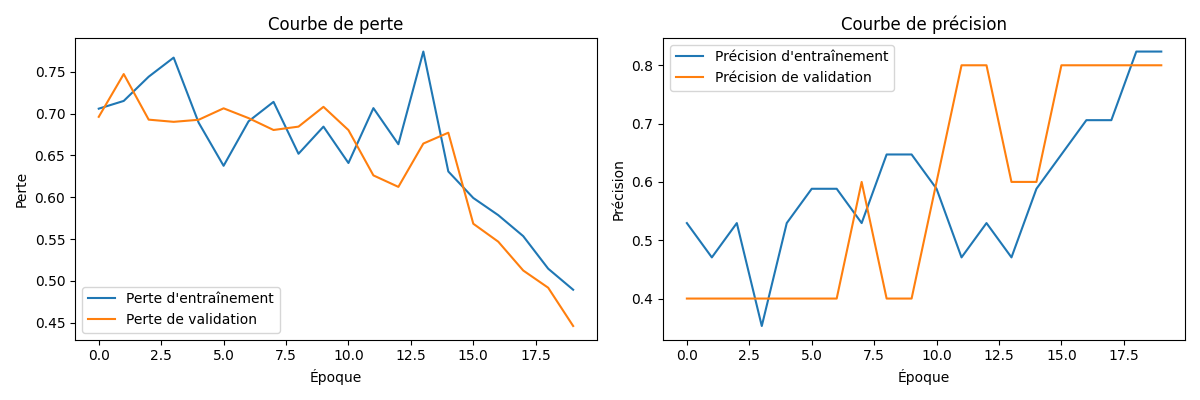 Courbe de perte
0.75
0.70
0.65
0.60
0.55
0.50
0.45
Perte
Perte d'entraînement
Perte de validation
0.0 2.5 5.0 7.5 10.0 12.5 15.0 17.5
Époque
Courbe de précision
Précision d'entraînement
Précision de validation
0.8
0.7
0.6
0.5
0.4
Précision
0.0 2.5 5.0 7.5 10.0 12.5 15.0 17.5
Époque